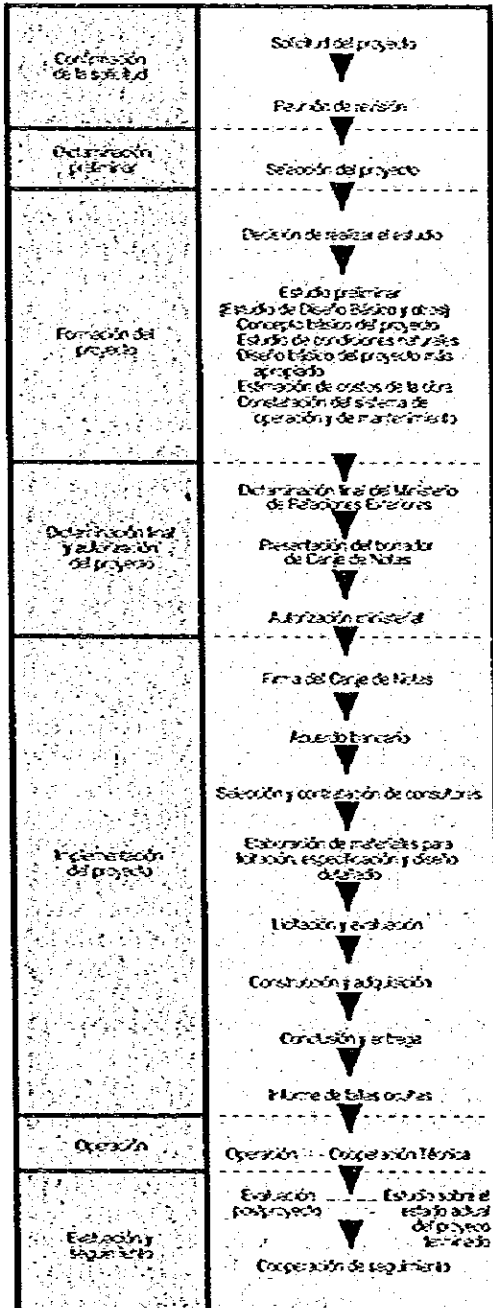 Confirmación
de la solicitud
Solicitud del proyecto
Reunión de revisión
Dictaminación
preliminar
Selección del proyecto
Formación del
proyecto
Decisión de realizar el estudio
Estudio preliminar
(Estudio de Diseño Básico y otros)
Concepto básico del proyecto
Estudio de condiciones naturales
Diseño básico del proyecto más
apropiado
Estimación de costos de la obra
Constatación del sistema de
operación y de mantenimiento
Dictaminación final
y autorización
del proyecto
Dictaminación final del Ministerio
de Relaciones Exteriores
Presentación del borrador
de Canje de Notas
Autorización ministerial
Implementación
del proyecto
Firma del Canje de Notas
Acuerdo bancario
Selección y contratación de consultores
Elaboración de materiales para
licitación, especificación y diseño
detallado
Licitación y evaluación
Construcción y adquisición
Conclusión y entrega
Informe de fallas ocultas
Operación
Operación --- Cooperación Técnica
Evaluación y
seguimiento
Evaluación
postproyecto
Estudio sobre el
estado actual
del proyecto
terminado
Cooperación de seguimiento